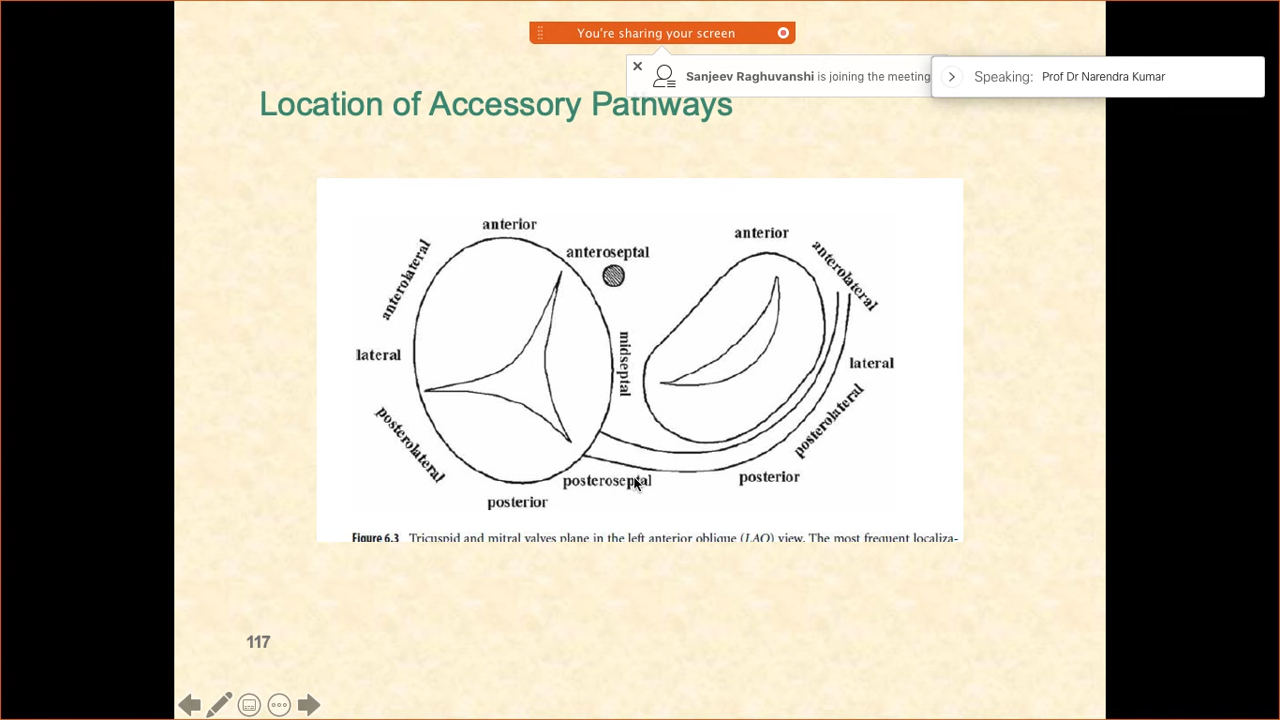 You're sharing your screen
Sanjeev Raghuvanshi is joining the meeting
Speaking: Prof Dr Narendra Kumar
Location of Accessory Pathways
anterior
anteroseptal
anterolateral
lateral
midseptal
posterolateral
posterior
posteroseptal
anterior
anterolateral
lateral
posterolateral
posterior
Figure 6.3 Tricuspid and mitral valves plane in the left anterior oblique (LAO) view. The most frequent localiza-
117